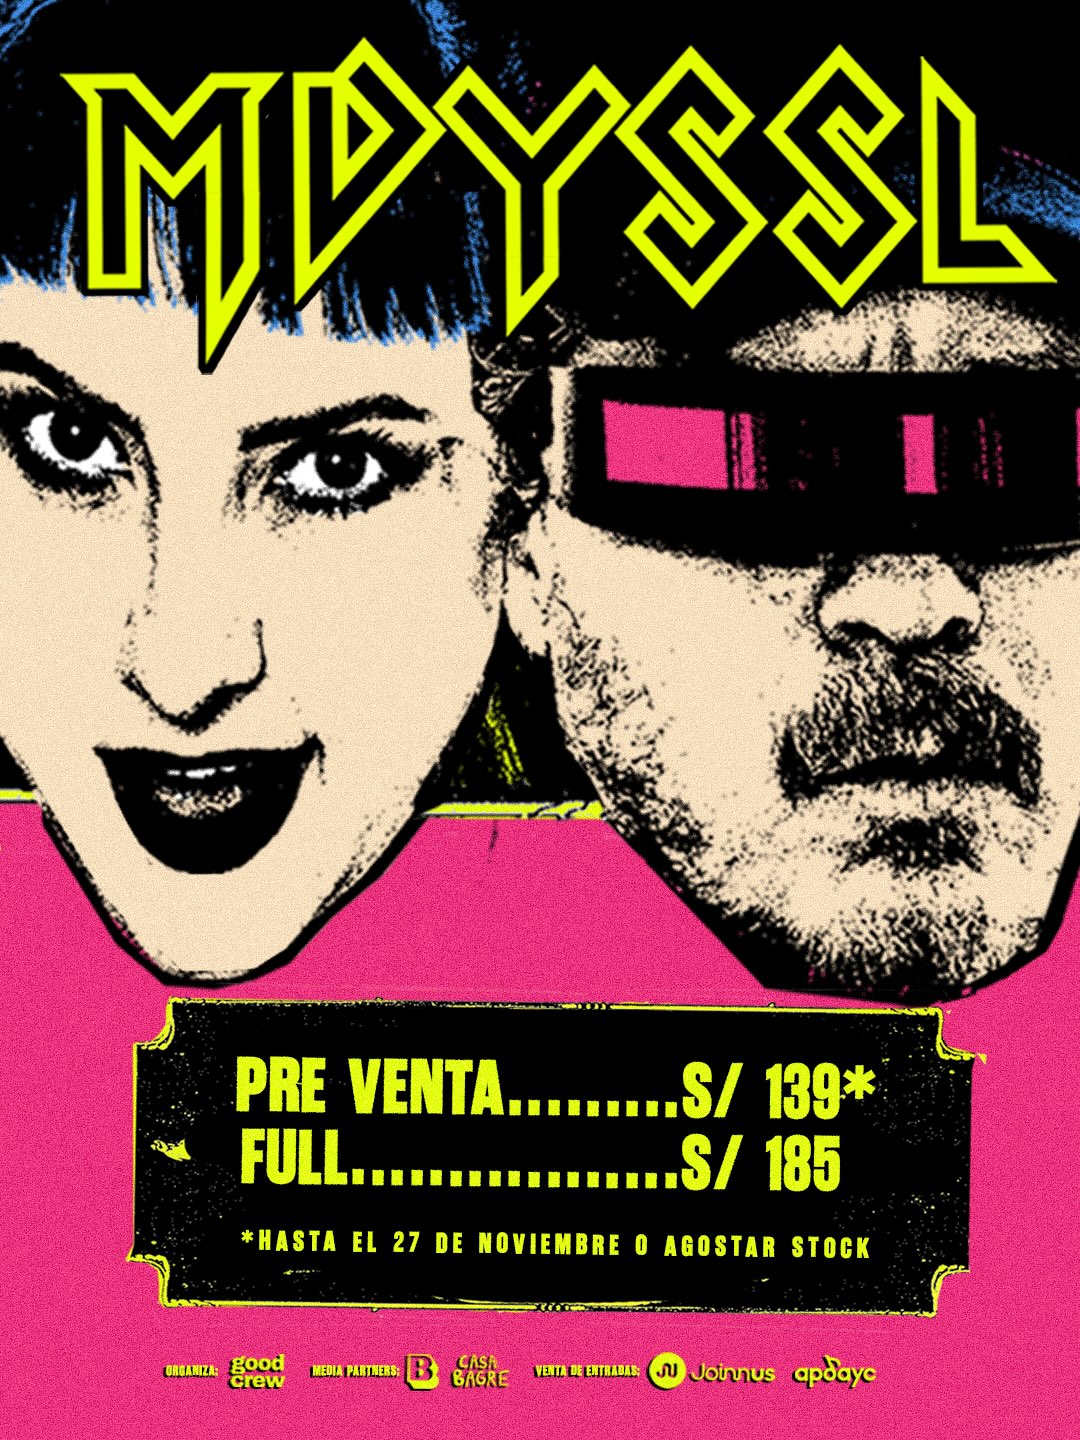 MDYSSL
PRE VENTA.........S/ 139*
FULL.................S/ 185
*HASTA EL 27 DE NOVIEMBRE O AGOSTAR STOCK
ORGANIZA: good crew MEDIA PARTNERS: B CASA BAGRE VENTA DE ENTRADAS: Joinnus apdayc